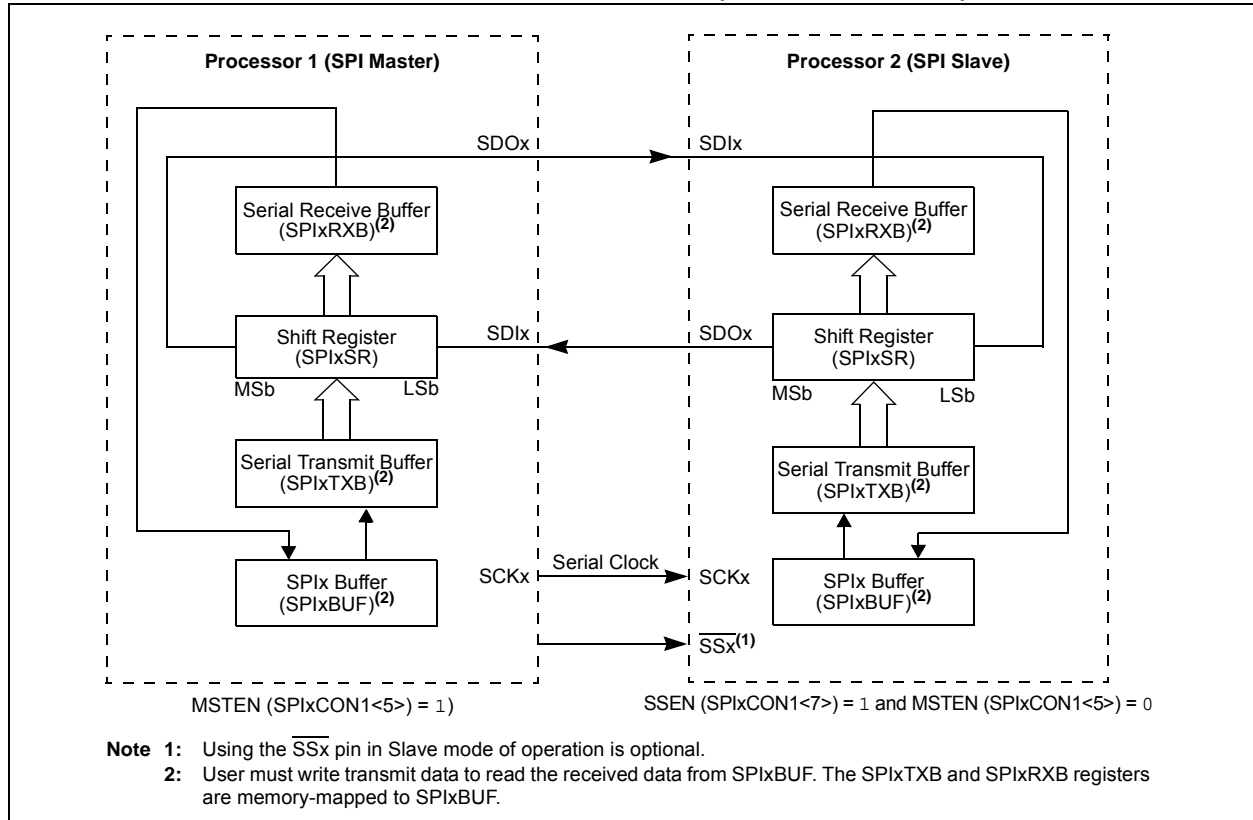 Processor 1 (SPI Master)
Processor 2 (SPI Slave)
SDOx
SDIx
Serial Receive Buffer
(SPIxRXB)(2)
Serial Receive Buffer
(SPIxRXB)(2)
Shift Register
(SPIxSR)
SDIx
SDOx
Shift Register
(SPIxSR)
MSb
LSb
MSb
LSb
Serial Transmit Buffer
(SPIxTXB)(2)
Serial Transmit Buffer
(SPIxTXB)(2)
SPIx Buffer
(SPIxBUF)(2)
SCKx
Serial Clock
SCKx
SPIx Buffer
(SPIxBUF)(2)
SSx(1)
MSTEN (SPIxCON1<5>) = 1)
SSEN (SPIxCON1<7>) = 1 and MSTEN (SPIxCON1<5>) = 0
Note 1: Using the SSx pin in Slave mode of operation is optional.
2: User must write transmit data to read the received data from SPIxBUF. The SPIxTXB and SPIxRXB registers
are memory-mapped to SPIxBUF.